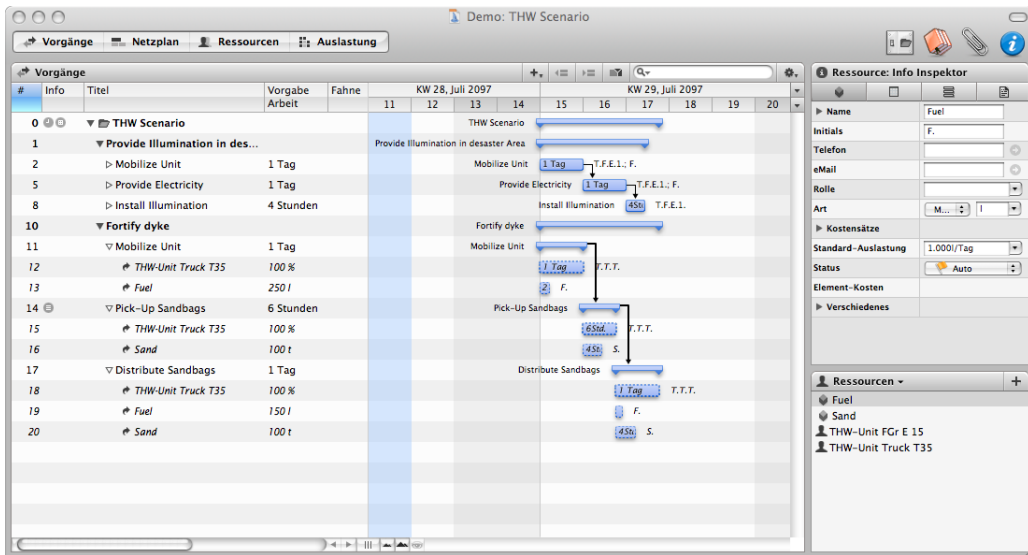 Demo: THW Scenario
Vorgänge Netzplan Ressourcen Auslastung
Vorgänge
# Info Titel Vorgabe Arbeit Fahne KW 28, Juli 2097 KW 29, Juli 2097
11 12 13 14 15 16 17 18 19 20
0 THW Scenario THW Scenario
1 Provide Illumination in des... Provide Illumination in desaster Area
2 Mobilize Unit 1 Tag Mobilize Unit 1 Tag T.F.E.1.; F.
5 Provide Electricity 1 Tag Provide Electricity 1 Tag T.F.E.1.; F.
8 Install Illumination 4 Stunden Install Illumination 4Stu T.F.E.1.
10 Fortify dyke Fortify dyke
11 Mobilize Unit 1 Tag Mobilize Unit
12 THW-Unit Truck T35 100 % 1 Tag T.T.T.
13 Fuel 250 l 2 F.
14 Pick-Up Sandbags 6 Stunden Pick-Up Sandbags
15 THW-Unit Truck T35 100 % 6Std. T.T.T.
16 Sand 100 t 4St S.
17 Distribute Sandbags 1 Tag Distribute Sandbags
18 THW-Unit Truck T35 100 % 1 Tag T.T.T.
19 Fuel 150 l F.
20 Sand 100 t 4Stu S.
Ressource: Info Inspektor
Name Fuel
Initials F.
Telefon
eMail
Rolle
Art M... l
Kostensätze
Standard-Auslastung 1.000l/Tag
Status Auto
Element-Kosten
Verschiedenes
Ressourcen
Fuel
Sand
THW-Unit FGr E 15
THW-Unit Truck T35